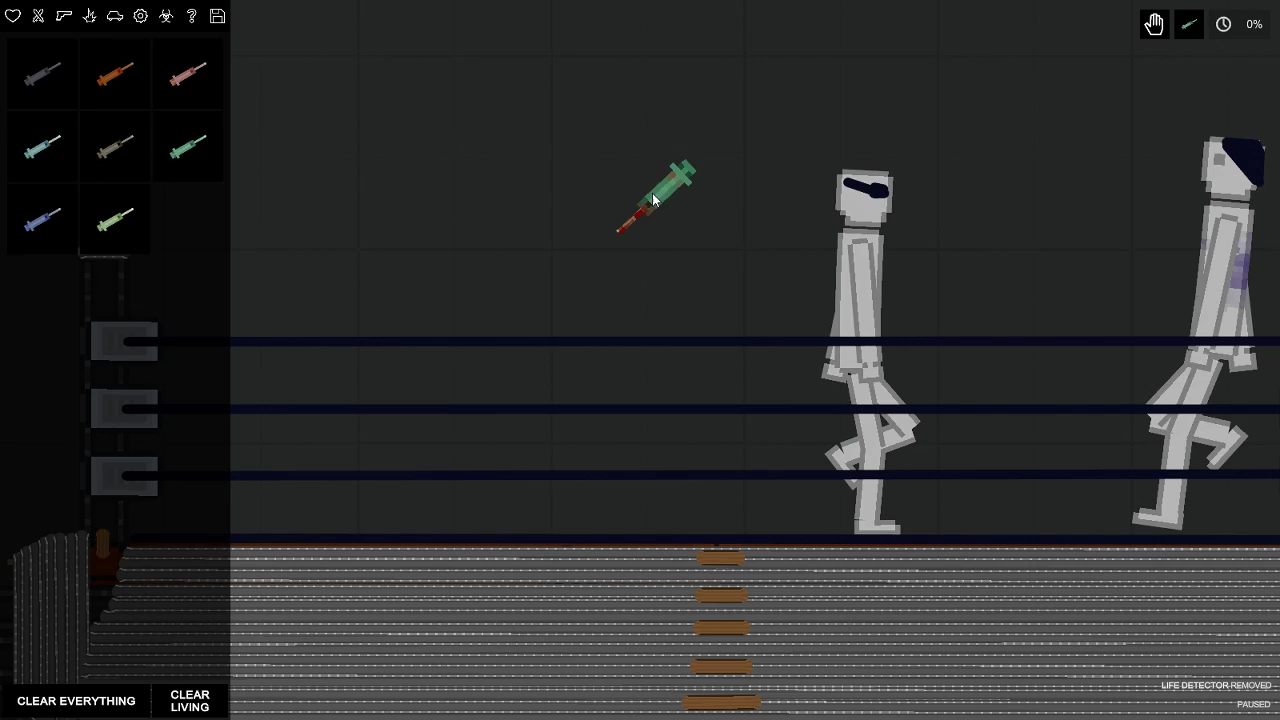 ?
0%
CLEAR EVERYTHING
CLEAR
LIVING
LIFE DETECTOR REMOVED
PAUSED